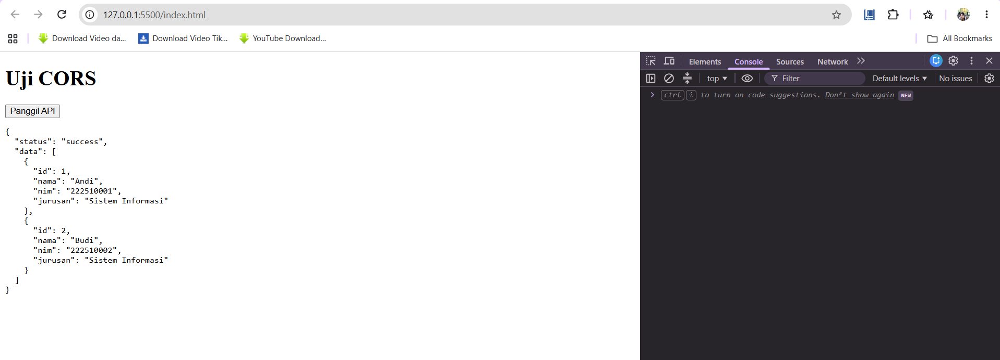 127.0.0.1:5500/index.html
Download Video da...
Download Video Tik...
YouTube Download...
All Bookmarks
Uji CORS
Panggil API
{
  "status": "success",
  "data": [
    {
      "id": 1,
      "nama": "Andi",
      "nim": "222510001",
      "jurusan": "Sistem Informasi"
    },
    {
      "id": 2,
      "nama": "Budi",
      "nim": "222510002",
      "jurusan": "Sistem Informasi"
    }
  ]
}
Elements Console Sources Network
top Filter Default levels No issues
ctrl i to turn on code suggestions. Don't show again NEW